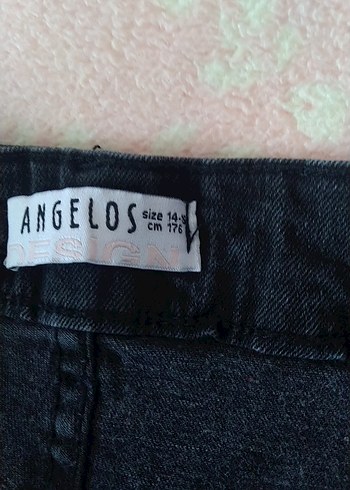 ANGELOS
size 14-
cm 176
DESIGN